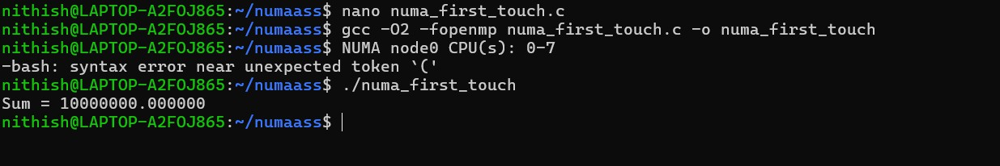 nithish@LAPTOP-A2FOJ865:~/numaass$ nano numa_first_touch.c
nithish@LAPTOP-A2FOJ865:~/numaass$ gcc -O2 -fopenmp numa_first_touch.c -o numa_first_touch
nithish@LAPTOP-A2FOJ865:~/numaass$ NUMA node0 CPU(s): 0-7
-bash: syntax error near unexpected token `('
nithish@LAPTOP-A2FOJ865:~/numaass$ ./numa_first_touch
Sum = 10000000.000000
nithish@LAPTOP-A2FOJ865:~/numaass$